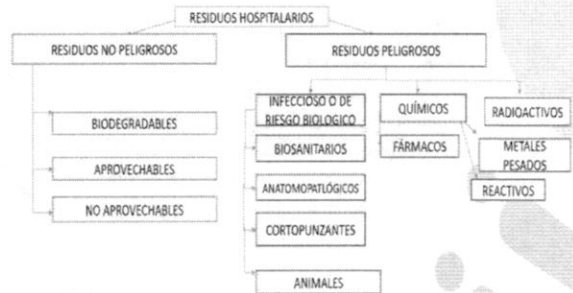 RESIDUOS HOSPITALARIOS
RESIDUOS NO PELIGROSOS
RESIDUOS PELIGROSOS
BIODEGRADABLES
APROVECHABLES
NO APROVECHABLES
INFECCIOSO O DE
RIESGO BIOLOGICO
BIOSANITARIOS
ANATOMOPATLÓGICOS
CORTOPUNZANTES
ANIMALES
QUÍMICOS
FÁRMACOS
METALES
PESADOS
REACTIVOS
RADIOACTIVOS